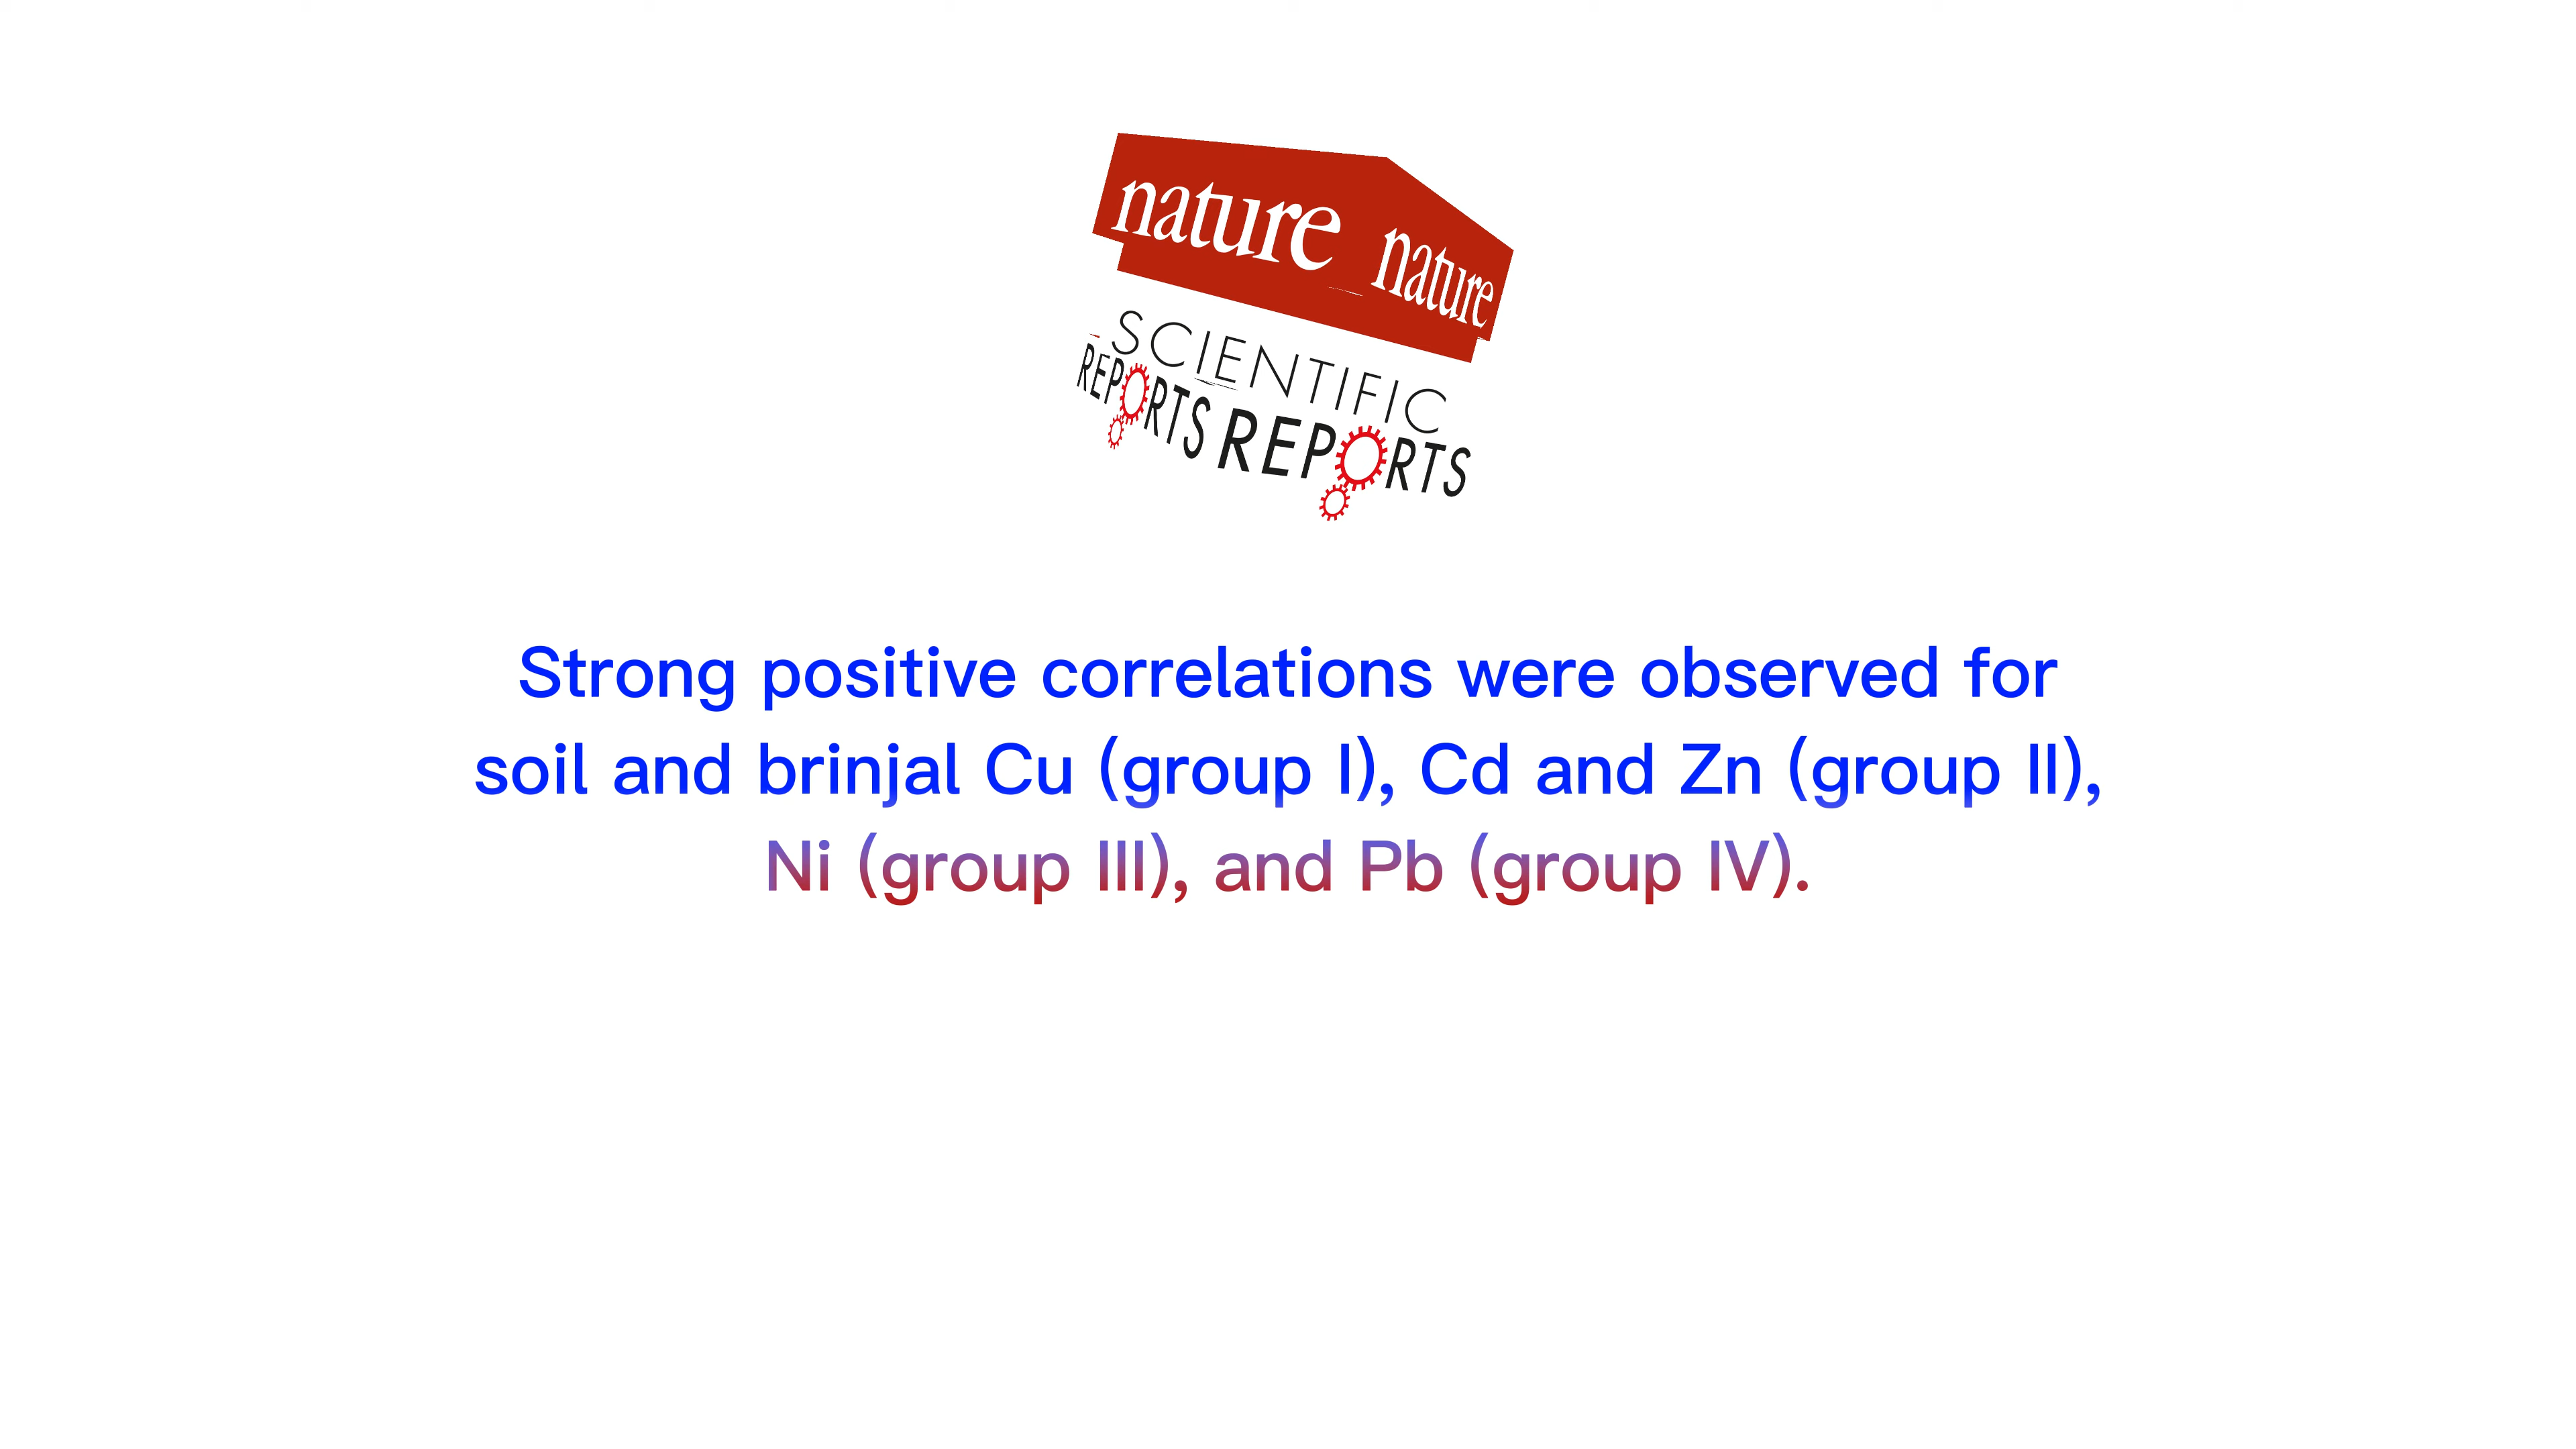 nature nature
SCIENTIFIC
REPORTS REPORTS
Strong positive correlations were observed for
soil and brinjal Cu (group I), Cd and Zn (group II),
Ni (group III), and Pb (group IV).